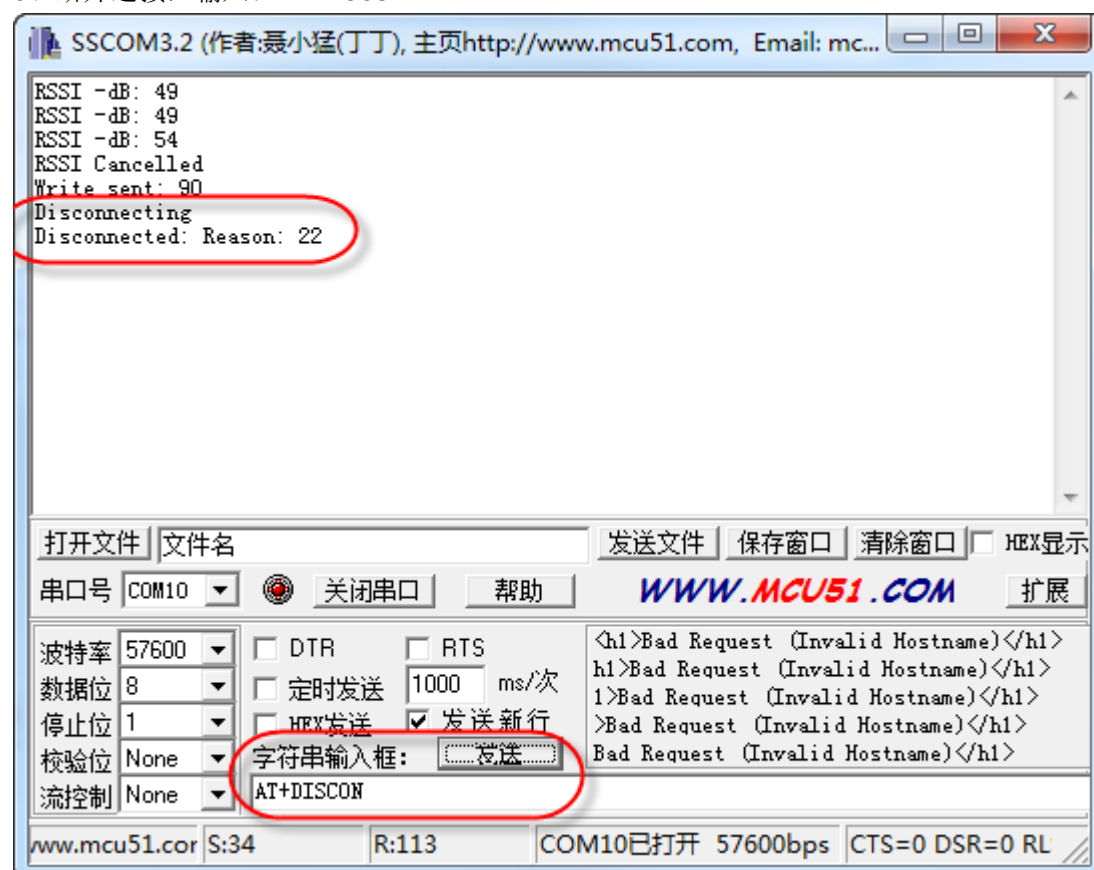 SSCOM3.2 (作者:聂小猛(丁丁), 主页http://www.mcu51.com, Email: mc...
RSSI -dB: 49
RSSI -dB: 49
RSSI -dB: 54
RSSI Cancelled
Write sent: 90
Disconnecting
Disconnected: Reason: 22
打开文件 文件名 发送文件 保存窗口 清除窗口 HEX显示
串口号 COM10 关闭串口 帮助 WWW.MCU51.COM 扩展
波特率 57600 DTR RTS <h1>Bad Request (Invalid Hostname)</h1>
h1>Bad Request (Invalid Hostname)</h1>
数据位 8 定时发送 1000 ms/次 1>Bad Request (Invalid Hostname)</h1>
停止位 1 HEX发送 发送新行 >Bad Request (Invalid Hostname)</h1>
校验位 None 字符串输入框: 发送 Bad Request (Invalid Hostname)</h1>
流控制 None AT+DISCON
www.mcu51.cor S:34 R:113 COM10已打开 57600bps CTS=0 DSR=0 RL